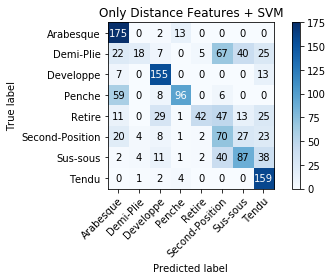 Only Distance Features + SVM
True label
Arabesque 175 0 2 13 0 0 0 0
Demi-Plie 22 18 7 0 5 67 40 25
Developpe 7 0 155 0 0 0 0 13
Penche 59 0 8 96 0 6 0 0
Retire 11 0 29 1 42 47 13 25
Second-Position 20 4 8 1 2 70 27 23
Sus-sous 2 4 11 1 2 40 87 38
Tendu 0 1 2 4 0 0 0 159
Arabesque Demi-Plie Developpe Penche Retire Second-Position Sus-sous Tendu
Predicted label
175
150
125
100
75
50
25
0